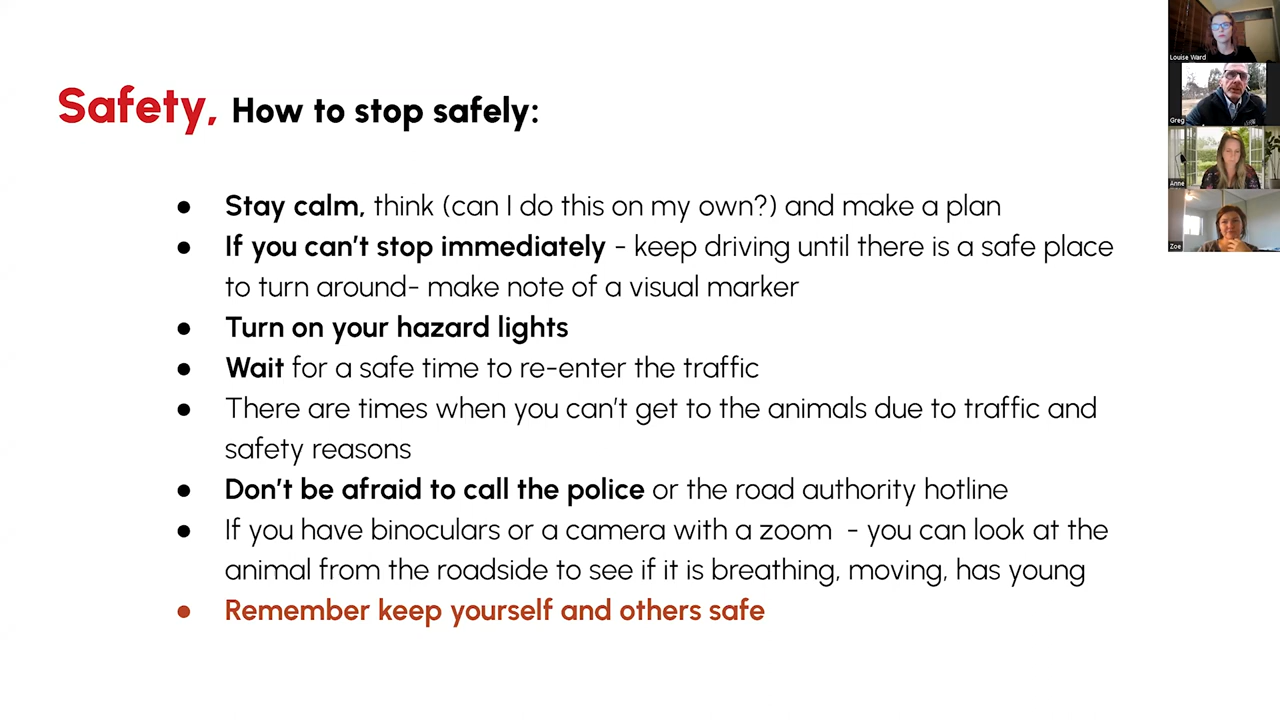 Safety, How to stop safely:
● Stay calm, think (can I do this on my own?) and make a plan
● If you can't stop immediately - keep driving until there is a safe place
to turn around- make note of a visual marker
● Turn on your hazard lights
● Wait for a safe time to re-enter the traffic
● There are times when you can't get to the animals due to traffic and
safety reasons
● Don't be afraid to call the police or the road authority hotline
● If you have binoculars or a camera with a zoom  - you can look at the
animal from the roadside to see if it is breathing, moving, has young
● Remember keep yourself and others safe
Louise Ward
Greg
Anne
Zoe